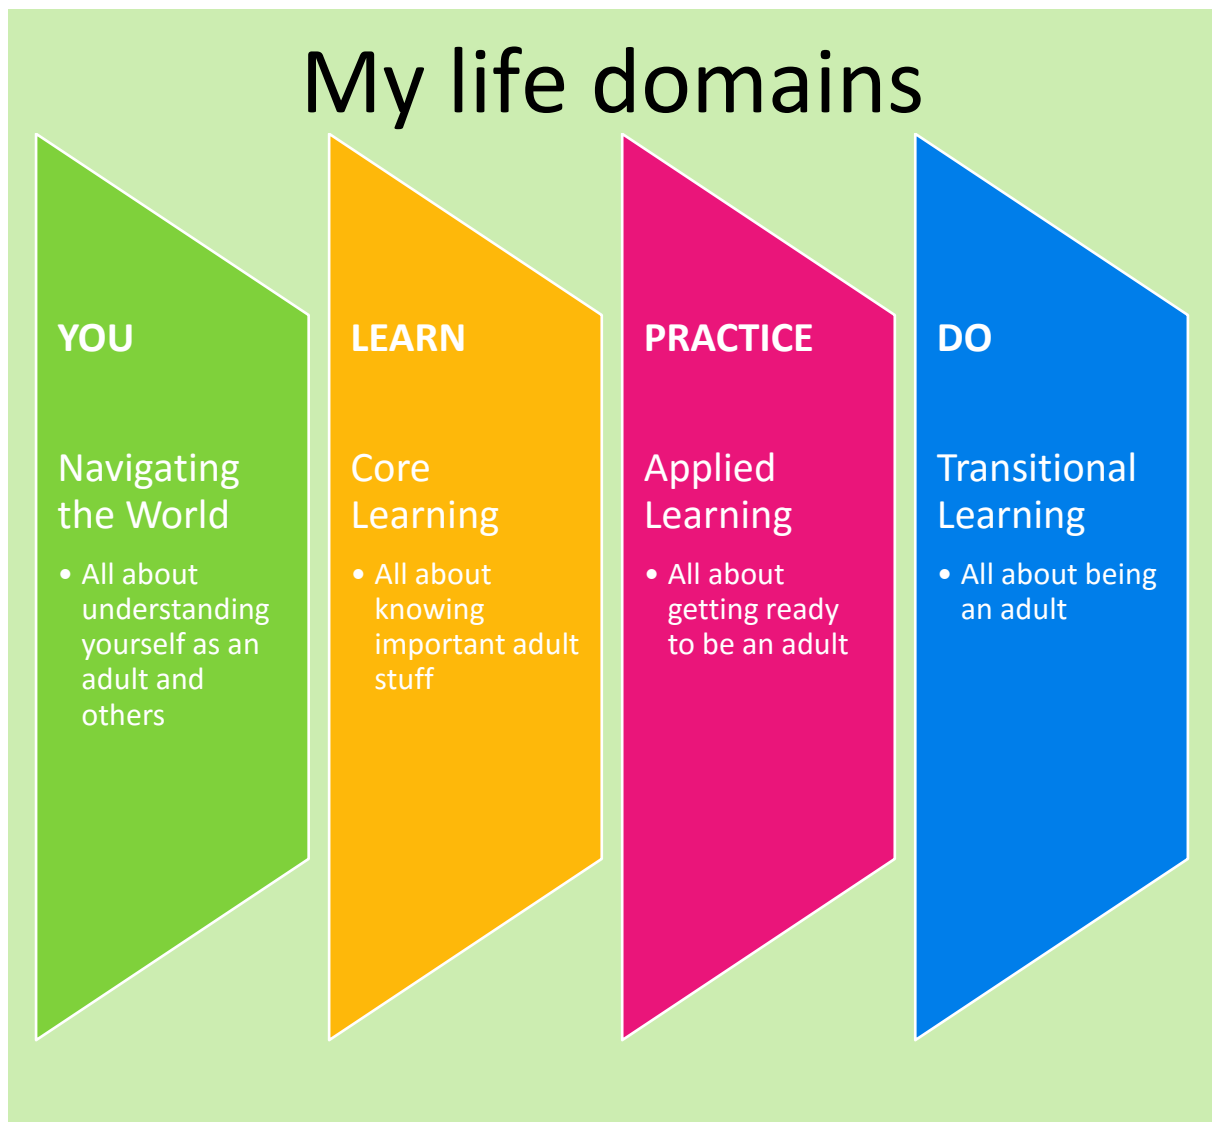 My life domains
YOU
Navigating
the World
• All about
understanding
yourself as an
adult and
others
LEARN
Core
Learning
• All about
knowing
important adult
stuff
PRACTICE
Applied
Learning
• All about
getting ready
to be an adult
DO
Transitional
Learning
• All about being
an adult